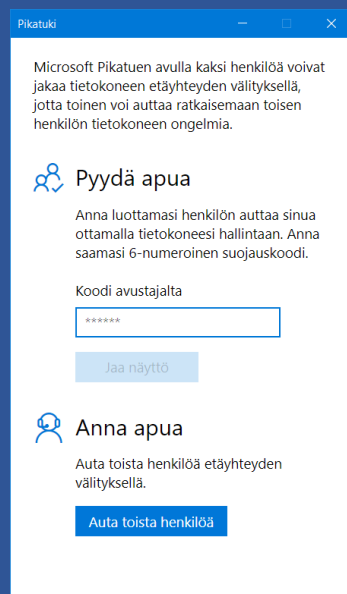 Pikatuki
Microsoft Pikatuen avulla kaksi henkilöä voivat
jakaa tietokoneen etäyhteyden välityksellä,
jotta toinen voi auttaa ratkaisemaan toisen
henkilön tietokoneen ongelmia.
Pyydä apua
Anna luottamasi henkilön auttaa sinua
ottamalla tietokoneesi hallintaan. Anna
saamasi 6-numeroinen suojauskoodi.
Koodi avustajalta
******
Jaa näyttö
Anna apua
Auta toista henkilöä etäyhteyden
välityksellä.
Auta toista henkilöä